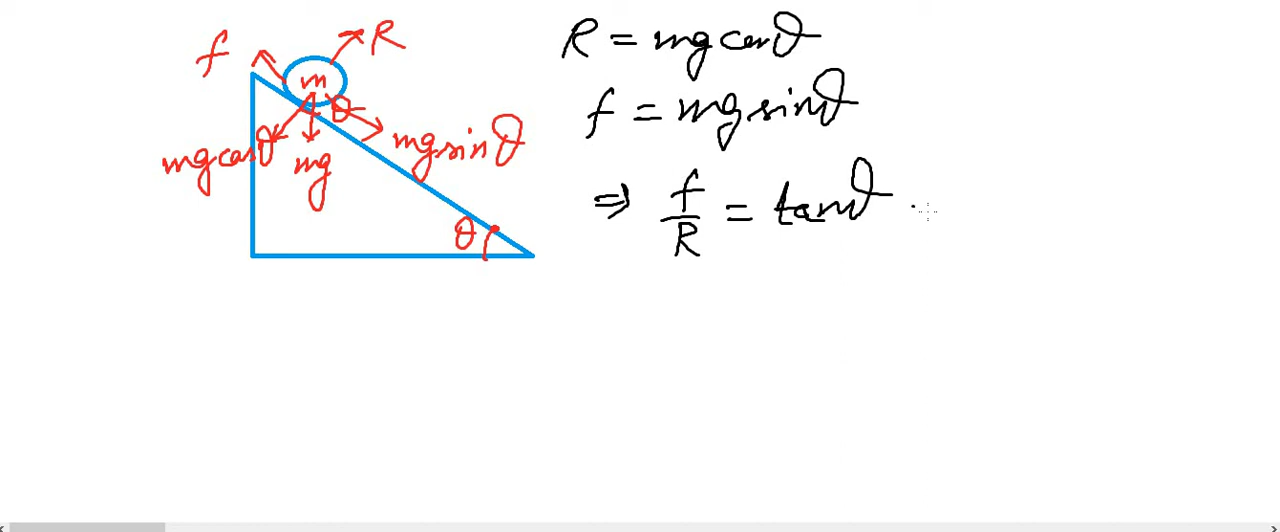 f
R
m
θ
mg cosθ
mg
mg sinθ
θ
R = mg cosθ
f = mg sinθ
⇒ f/R = tanθ .